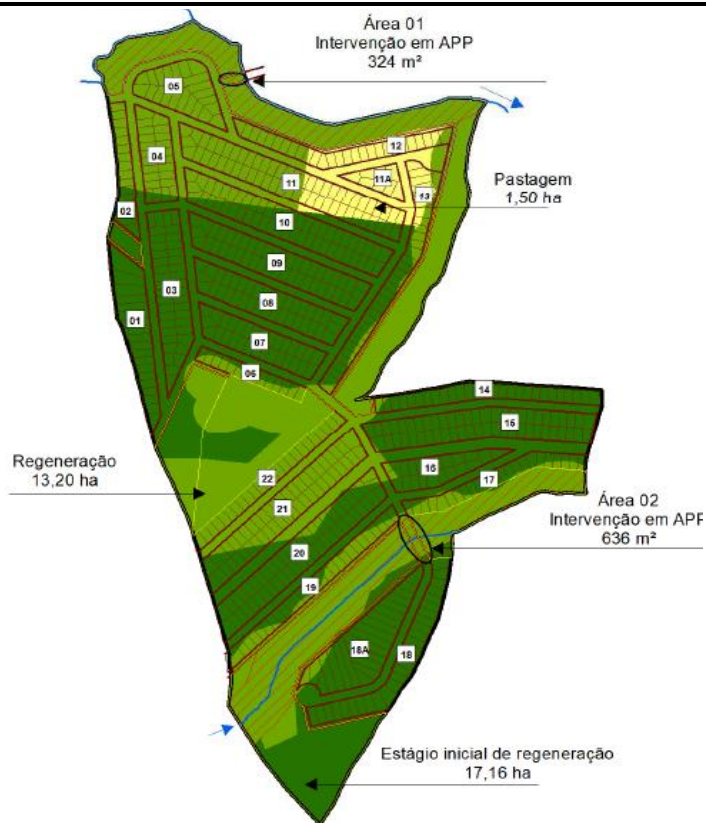 Área 01
Intervenção em APP
324 m²
05
12
04
11A
11
13
Pastagem
1,50 ha
02
10
09
03
08
01
07
06
14
15
Regeneração
13,20 ha
16
22
17
21
Área 02
Intervenção em APP
636 m²
20
19
18A
18
Estágio inicial de regeneração
17,16 ha